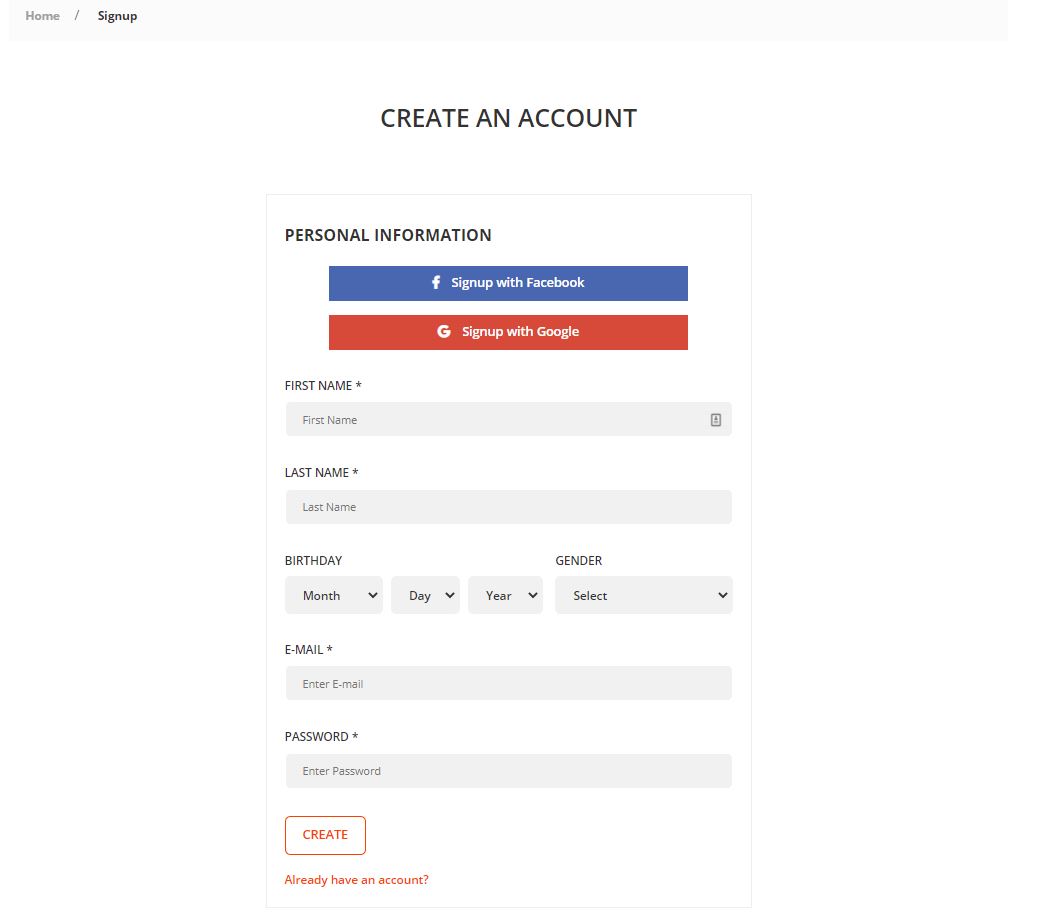 Home / Signup
CREATE AN ACCOUNT
PERSONAL INFORMATION
Signup with Facebook
Signup with Google
FIRST NAME *
First Name
LAST NAME *
Last Name
BIRTHDAY GENDER
Month Day Year Select
E-MAIL *
Enter E-mail
PASSWORD *
Enter Password
CREATE
Already have an account?